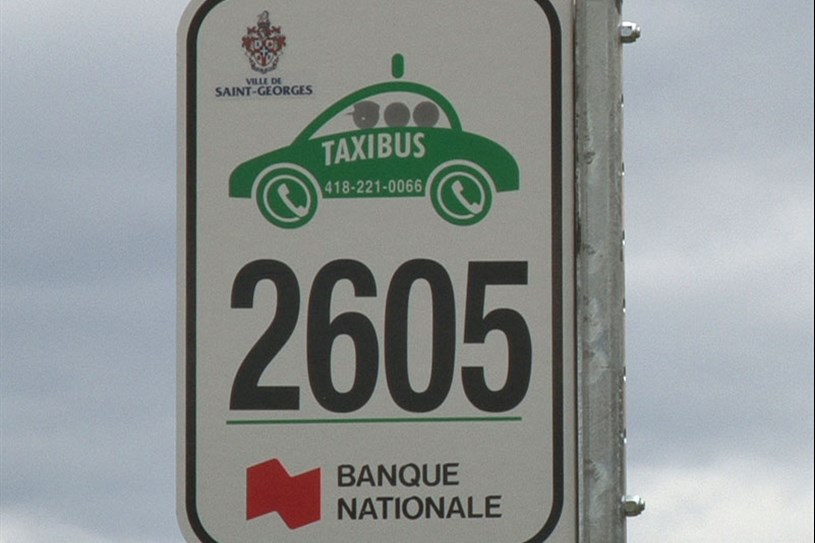 VILLE DE
SAINT-GEORGES
TAXIBUS
418-221-0066
2605
BANQUE
NATIONALE